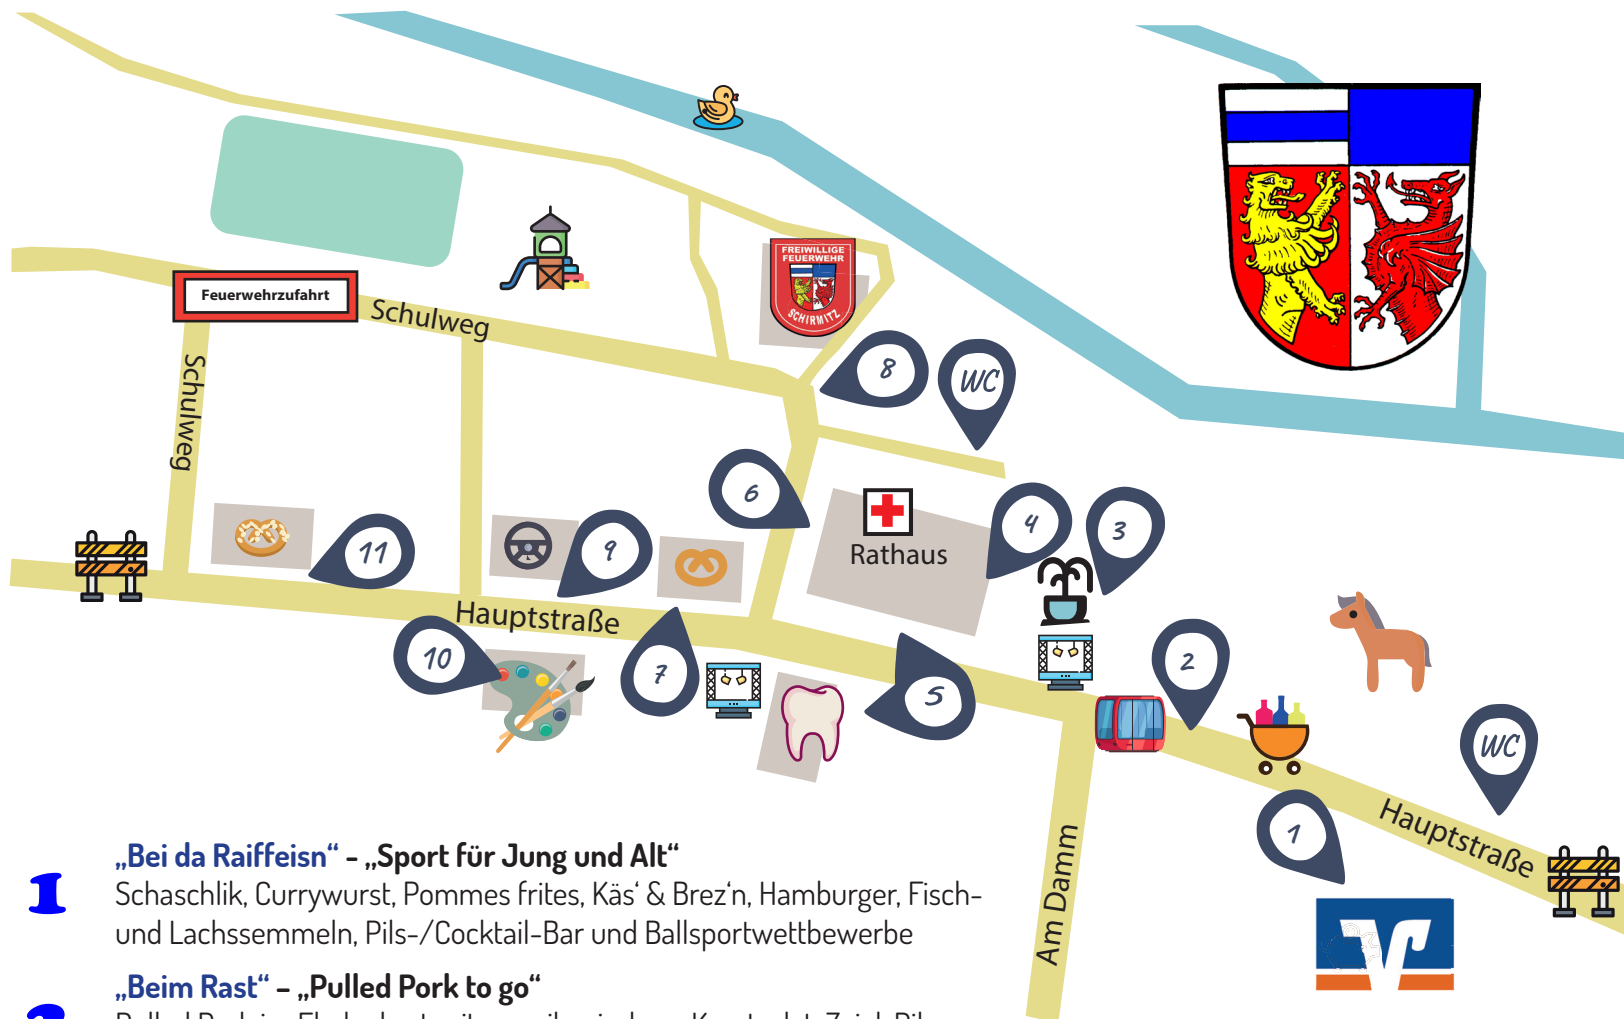 FREIWILLIGE
FEUERWEHR
SCHIRMITZ
Feuerwehrzufahrt
Schulweg
Schulweg
8
WC
6
4
3
Rathaus
11
9
Hauptstraße
10
7
5
2
WC
1
Hauptstraße
Am Damm
1
„Bei da Raiffeisn“ – „Sport für Jung und Alt“
Schaschlik, Currywurst, Pommes frites, Käs‘ & Brez‘n, Hamburger, Fisch-
und Lachssemmeln, Pils-/Cocktail-Bar und Ballsportwettbewerbe
2
„Beim Rast“ – „Pulled Pork to go“